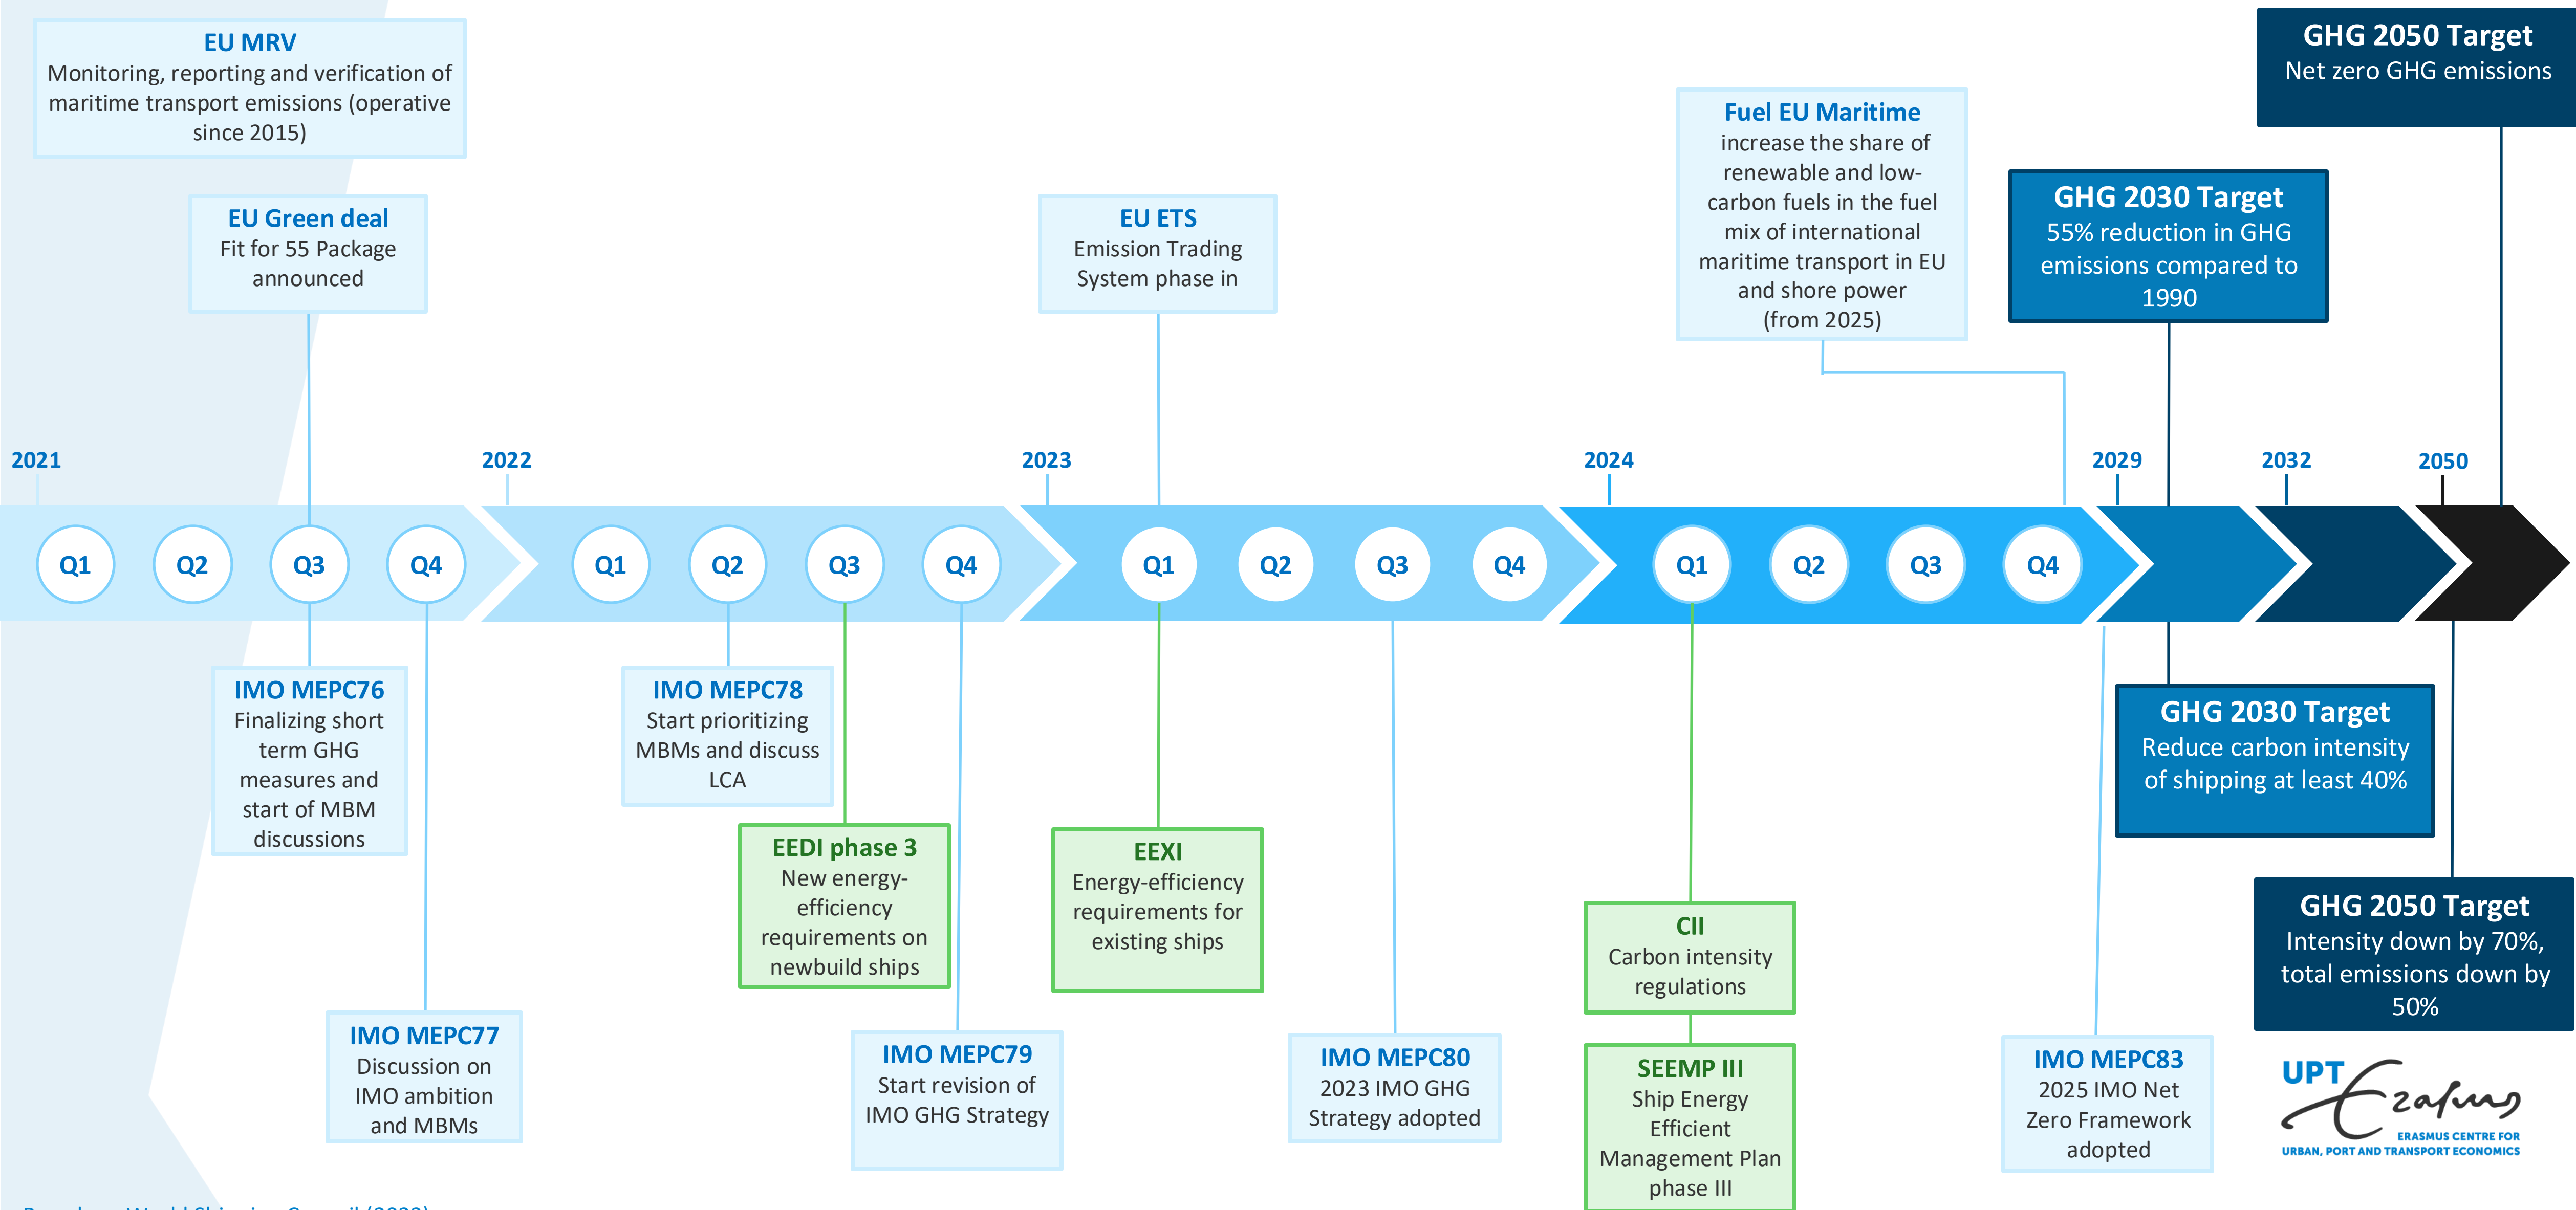 EU MRV
Monitoring, reporting and verification of
maritime transport emissions (operative
since 2015)
EU Green deal
Fit for 55 Package
announced
EU ETS
Emission Trading
System phase in
Fuel EU Maritime
increase the share of
renewable and low-
carbon fuels in the fuel
mix of international
maritime transport in EU
and shore power
(from 2025)
GHG 2030 Target
55% reduction in GHG
emissions compared to
1990
GHG 2050 Target
Net zero GHG emissions
2021
2022
2023
2024
2029
2032
2050
Q1
Q2
Q3
Q4
Q1
Q2
Q3
Q4
Q1
Q2
Q3
Q4
Q1
Q2
Q3
Q4
IMO MEPC76
Finalizing short
term GHG
measures and
start of MBM
discussions
IMO MEPC77
Discussion on
IMO ambition
and MBMs
IMO MEPC78
Start prioritizing
MBMs and discuss
LCA
EEDI phase 3
New energy-
efficiency
requirements on
newbuild ships
IMO MEPC79
Start revision of
IMO GHG Strategy
EEXI
Energy-efficiency
requirements for
existing ships
IMO MEPC80
2023 IMO GHG
Strategy adopted
CII
Carbon intensity
regulations
SEEMP III
Ship Energy
Efficient
Management Plan
phase III
IMO MEPC83
2025 IMO Net
Zero Framework
adopted
GHG 2030 Target
Reduce carbon intensity
of shipping at least 40%
GHG 2050 Target
Intensity down by 70%,
total emissions down by
50%
UPT
Erasmus
ERASMUS CENTRE FOR
URBAN, PORT AND TRANSPORT ECONOMICS